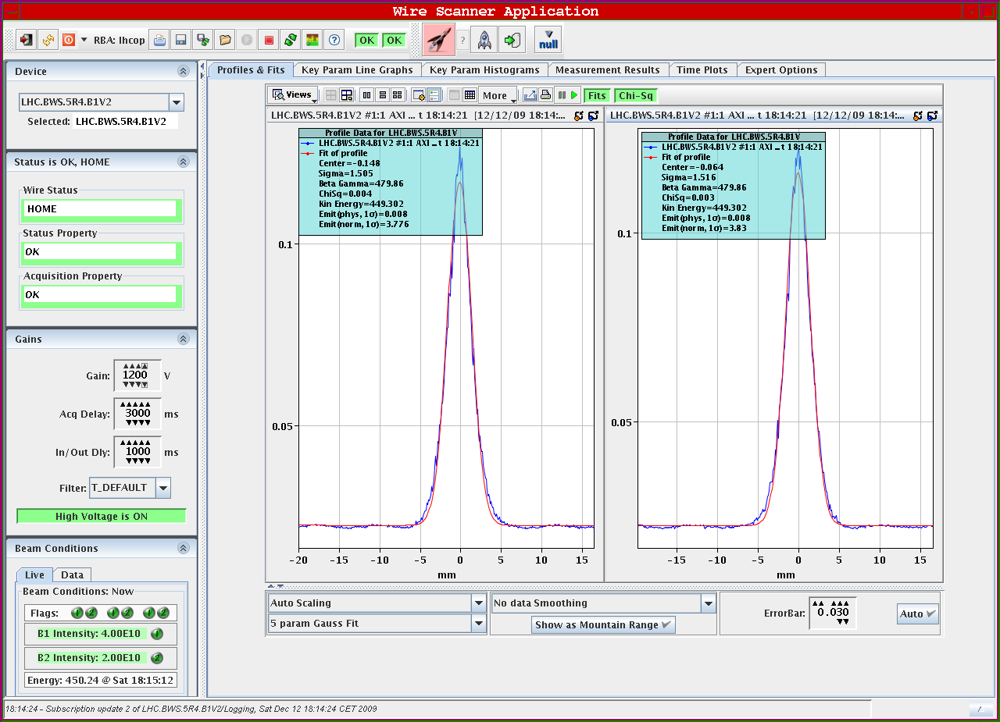 Wire Scanner Application
RBA: lhcop
OK OK
?
null
Device
LHC.BWS.5R4.B1V2
Selected: LHC.BWS.5R4.B1V2
Status is OK, HOME
Wire Status
HOME
Status Property
OK
Acquisition Property
OK
Gains
Gain: 1200 V
Acq Delay: 3000 ms
In/Out Dly: 1000 ms
Filter: T_DEFAULT
High Voltage is ON
Beam Conditions
Live Data
Beam Conditions: Now
Flags: 1 2 1 2 1 2
B1 Intensity: 4.00E10 1
B2 Intensity: 2.00E10 2
Energy: 450.24 @ Sat 18:15:12
Profiles & Fits Key Param Line Graphs Key Param Histograms Measurement Results Time Plots Expert Options
Views More Fits Chi-Sq
LHC.BWS.5R4.B1V2 #1:1 AXI ... t 18:14:21 [12/12/09 18:14:...
Profile Data for LHC.BWS.5R4.B1V
LHC.BWS.5R4.B1V2 #1:1 AXI ... t 18:14:21
Fit of profile
Center=-0.148
Sigma=1.505
Beta Gamma=479.86
ChiSq=0.004
Kin Energy=449.302
Emit(phys, 1σ)=0.008
Emit(norm, 1σ)=3.776
0.1
0.05
-20 -15 -10 -5 0 5 10 15
mm
LHC.BWS.5R4.B1V2 #1:1 AXI ... t 18:14:21 [12/12/09 18:14:...
Profile Data for LHC.BWS.5R4.B1V
LHC.BWS.5R4.B1V2 #1:1 AXI ... t 18:14:21
Fit of profile
Center=-0.064
Sigma=1.516
Beta Gamma=479.86
ChiSq=0.003
Kin Energy=449.302
Emit(phys, 1σ)=0.008
Emit(norm, 1σ)=3.83
0.1
0.05
-15 -10 -5 0 5 10 15
mm
Auto Scaling
5 param Gauss Fit
No data Smoothing
Show as Mountain Range
ErrorBar: 0.030
Auto
18:14:24 - Subscription update 2 of LHC.BWS.5R4.B1V2/Logging, Sat Dec 12 18:14:24 CET 2009